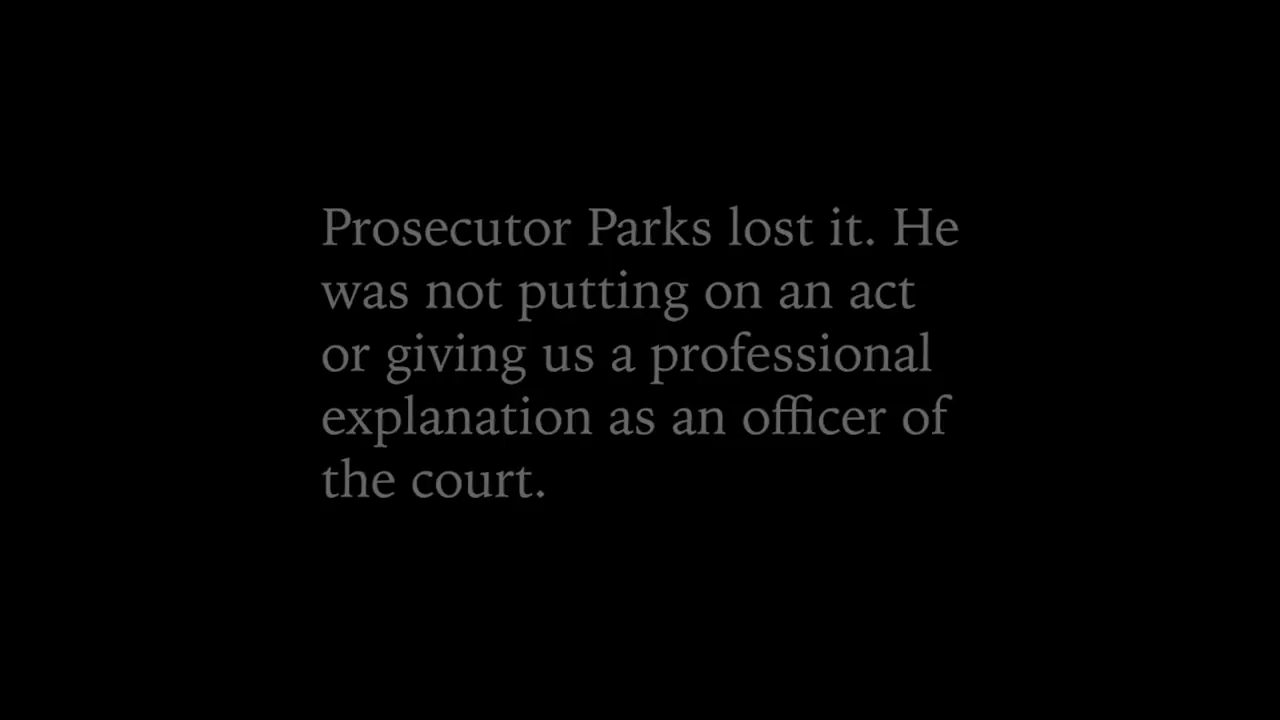 Prosecutor Parks lost it. He
was not putting on an act
or giving us a professional
explanation as an officer of
the court.